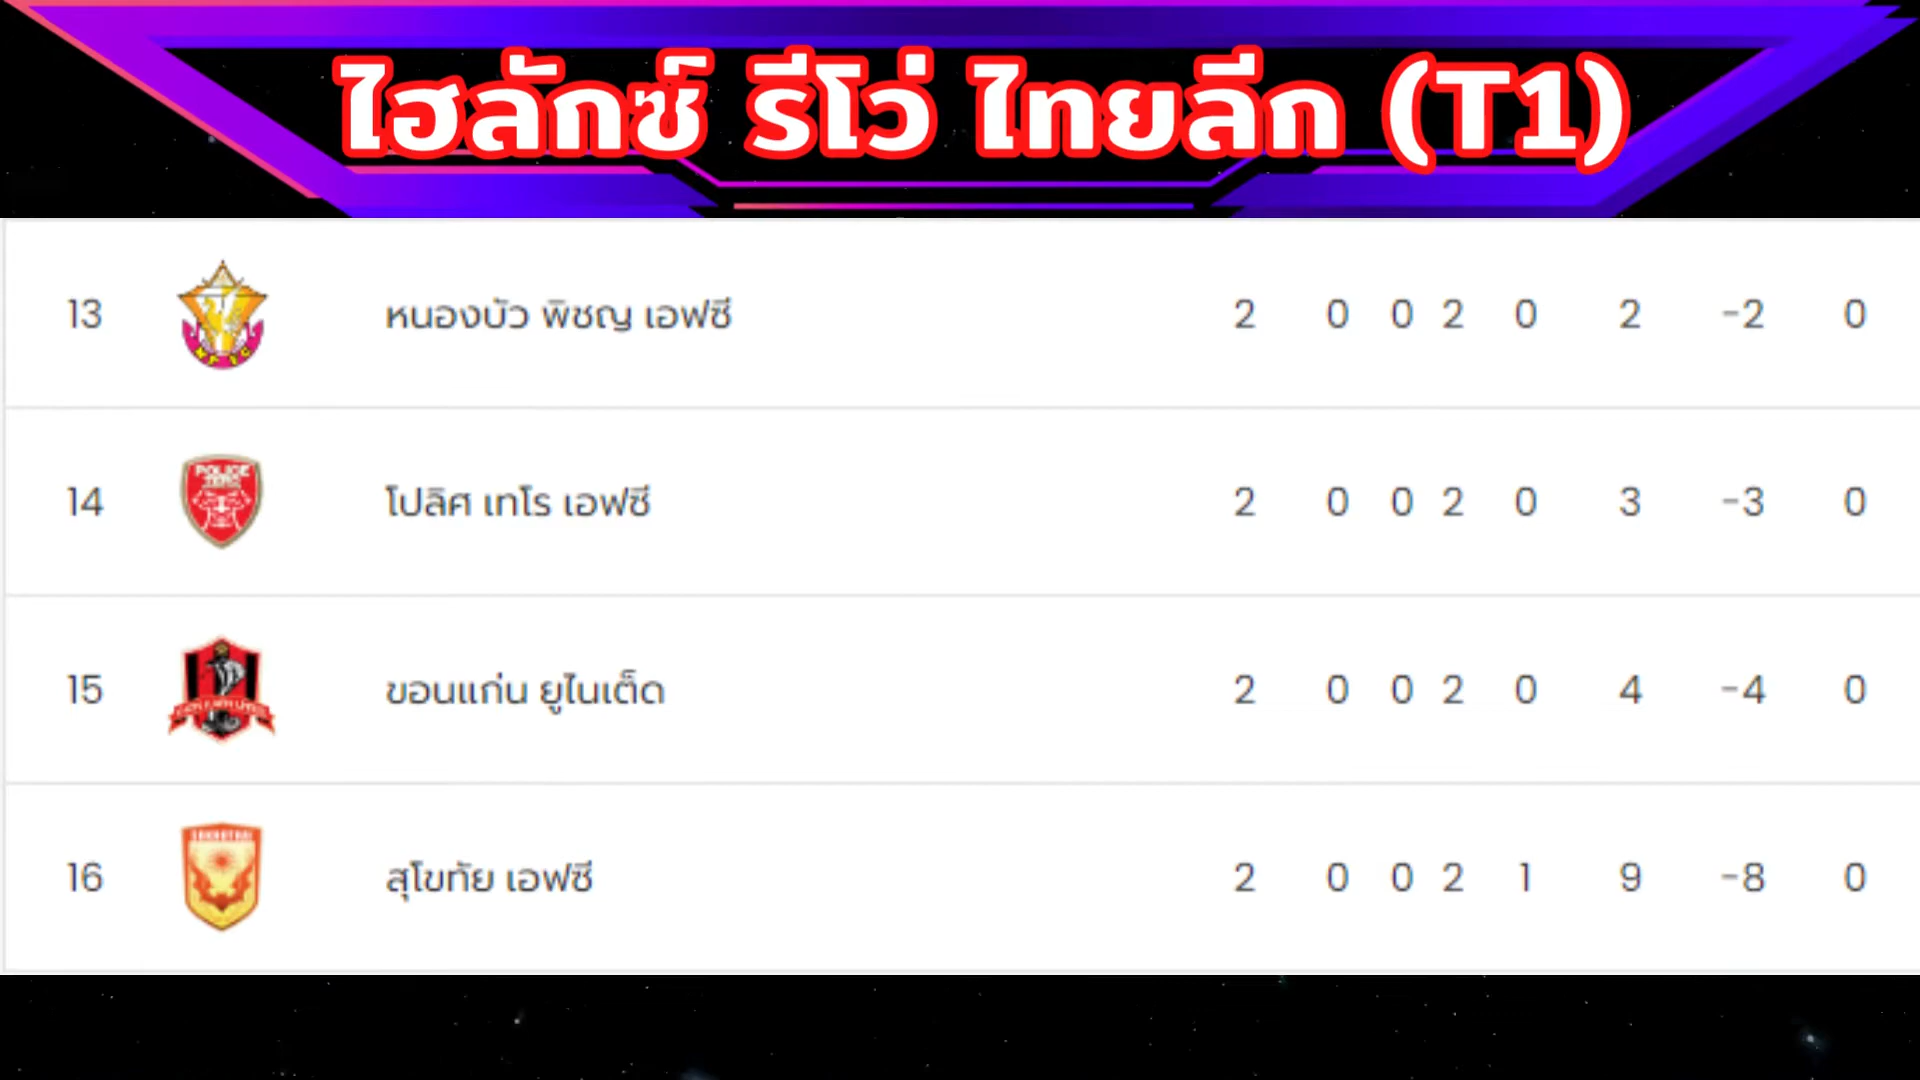 ไฮลักซ์ รีโว่ ไทยลีก (T1)
13 หนองบัว พิชญ เอฟซี 2 0 0 2 0 2 -2 0
14 POLICE TERO โปลิศ เทโร เอฟซี 2 0 0 2 0 3 -3 0
15 ขอนแก่น ยูไนเต็ด 2 0 0 2 0 4 -4 0
16 SUKHOTHAI สุโขทัย เอฟซี 2 0 0 2 1 9 -8 0